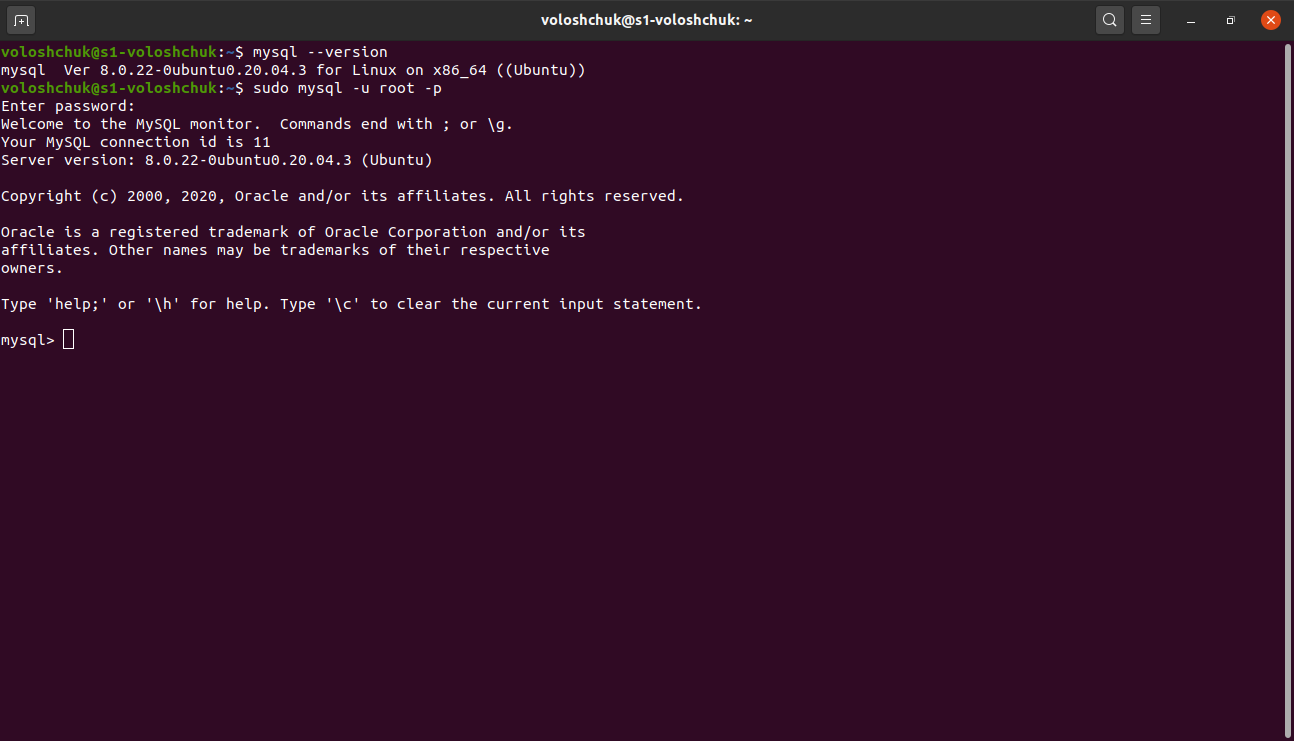 voloshchuk@s1-voloshchuk: ~
voloshchuk@s1-voloshchuk:~$ mysql --version
mysql  Ver 8.0.22-0ubuntu0.20.04.3 for Linux on x86_64 ((Ubuntu))
voloshchuk@s1-voloshchuk:~$ sudo mysql -u root -p
Enter password:
Welcome to the MySQL monitor.  Commands end with ; or \g.
Your MySQL connection id is 11
Server version: 8.0.22-0ubuntu0.20.04.3 (Ubuntu)
Copyright (c) 2000, 2020, Oracle and/or its affiliates. All rights reserved.
Oracle is a registered trademark of Oracle Corporation and/or its
affiliates. Other names may be trademarks of their respective
owners.
Type 'help;' or '\h' for help. Type '\c' to clear the current input statement.
mysql>